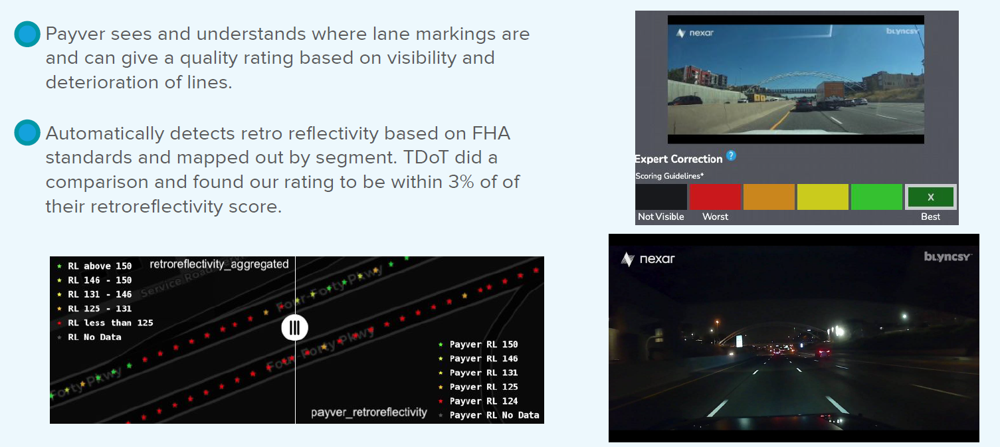 Payver sees and understands where lane markings are
and can give a quality rating based on visibility and
deterioration of lines.
Automatically detects retro reflectivity based on FHA
standards and mapped out by segment. TDoT did a
comparison and found our rating to be within 3% of of
their retroreflectivity score.
nexar
blyncsy
Expert Correction ?
Scoring Guidelines*
X
Not Visible Worst Best
RL above 150
RL 146 - 150
RL 131 - 146
RL 125 - 131
RL less than 125
RL No Data
retroreflectivity_aggregated
Service Road
Four-Forty Pkwy
Four-Forty Pkwy
Forty Pkwy
Payver RL 150
Payver RL 146
Payver RL 131
Payver RL 125
Payver RL 124
Payver RL No Data
payver_retroreflectivity
nexar
blyncsy